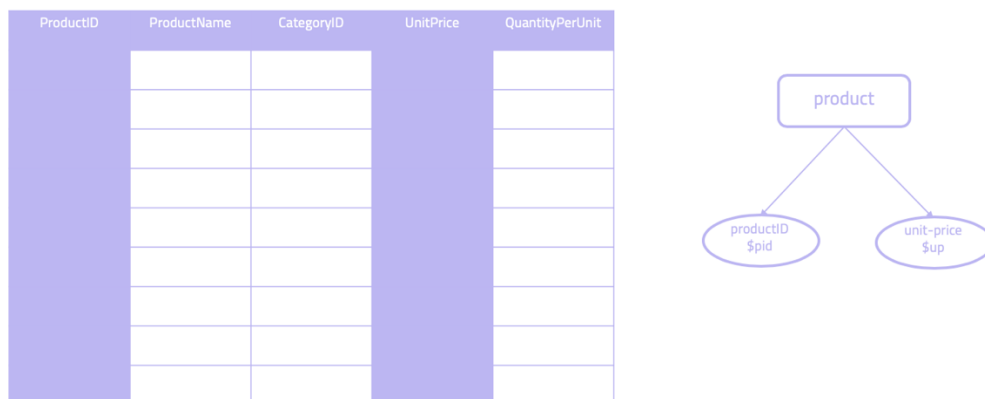 ProductID ProductName CategoryID UnitPrice QuantityPerUnit
product
productID
$pid
unit-price
$up